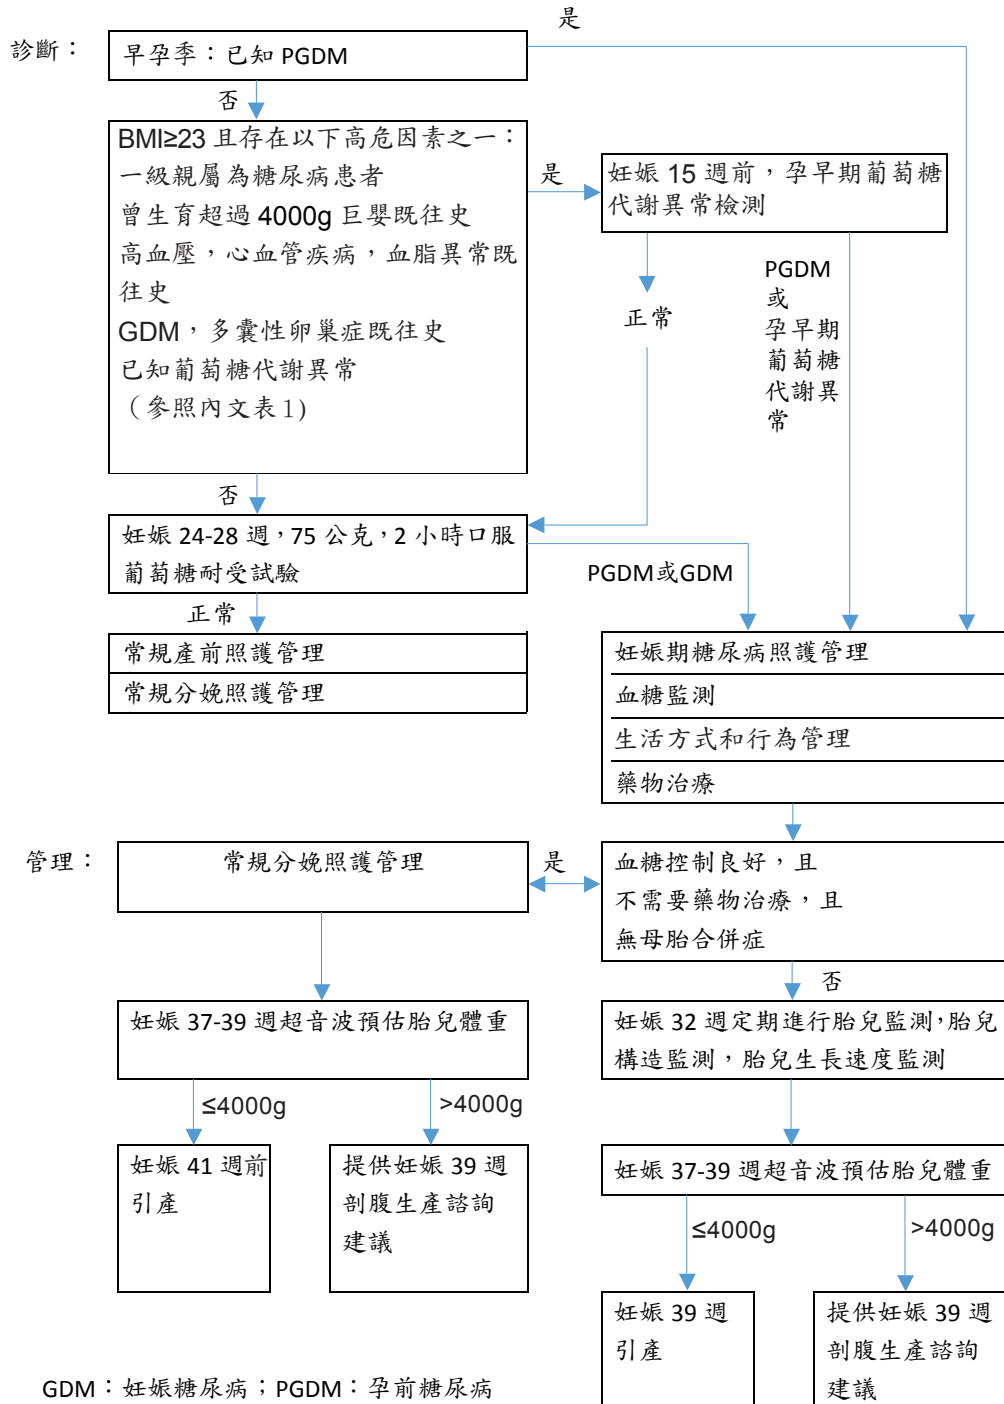 是
診斷：
早孕季：已知 PGDM
否
BMI≥23 且存在以下高危因素之一：
一級親屬為糖尿病患者
曾生育超過 4000g 巨嬰既往史
高血壓，心血管疾病，血脂異常既
往史
GDM，多囊性卵巢症既往史
已知葡萄糖代謝異常
（參照內文表1)
是
妊娠 15 週前，孕早期葡萄糖
代謝異常檢測
正常
PGDM
或
孕早期
葡萄糖
代謝異
常
否
妊娠 24-28 週，75 公克，2 小時口服
葡萄糖耐受試驗
PGDM或GDM
正常
常規產前照護管理
常規分娩照護管理
妊娠期糖尿病照護管理
血糖監測
生活方式和行為管理
藥物治療
管理：
常規分娩照護管理
是
血糖控制良好，且
不需要藥物治療，且
無母胎合併症
否
妊娠 37-39 週超音波預估胎兒體重
妊娠 32 週定期進行胎兒監測，胎兒
構造監測，胎兒生長速度監測
≤4000g
>4000g
妊娠 41 週前
引產
提供妊娠 39 週
剖腹生產諮詢
建議
妊娠 37-39 週超音波預估胎兒體重
≤4000g
>4000g
妊娠 39 週
引產
提供妊娠 39 週
剖腹生產諮詢
建議
GDM：妊娠糖尿病；PGDM：孕前糖尿病